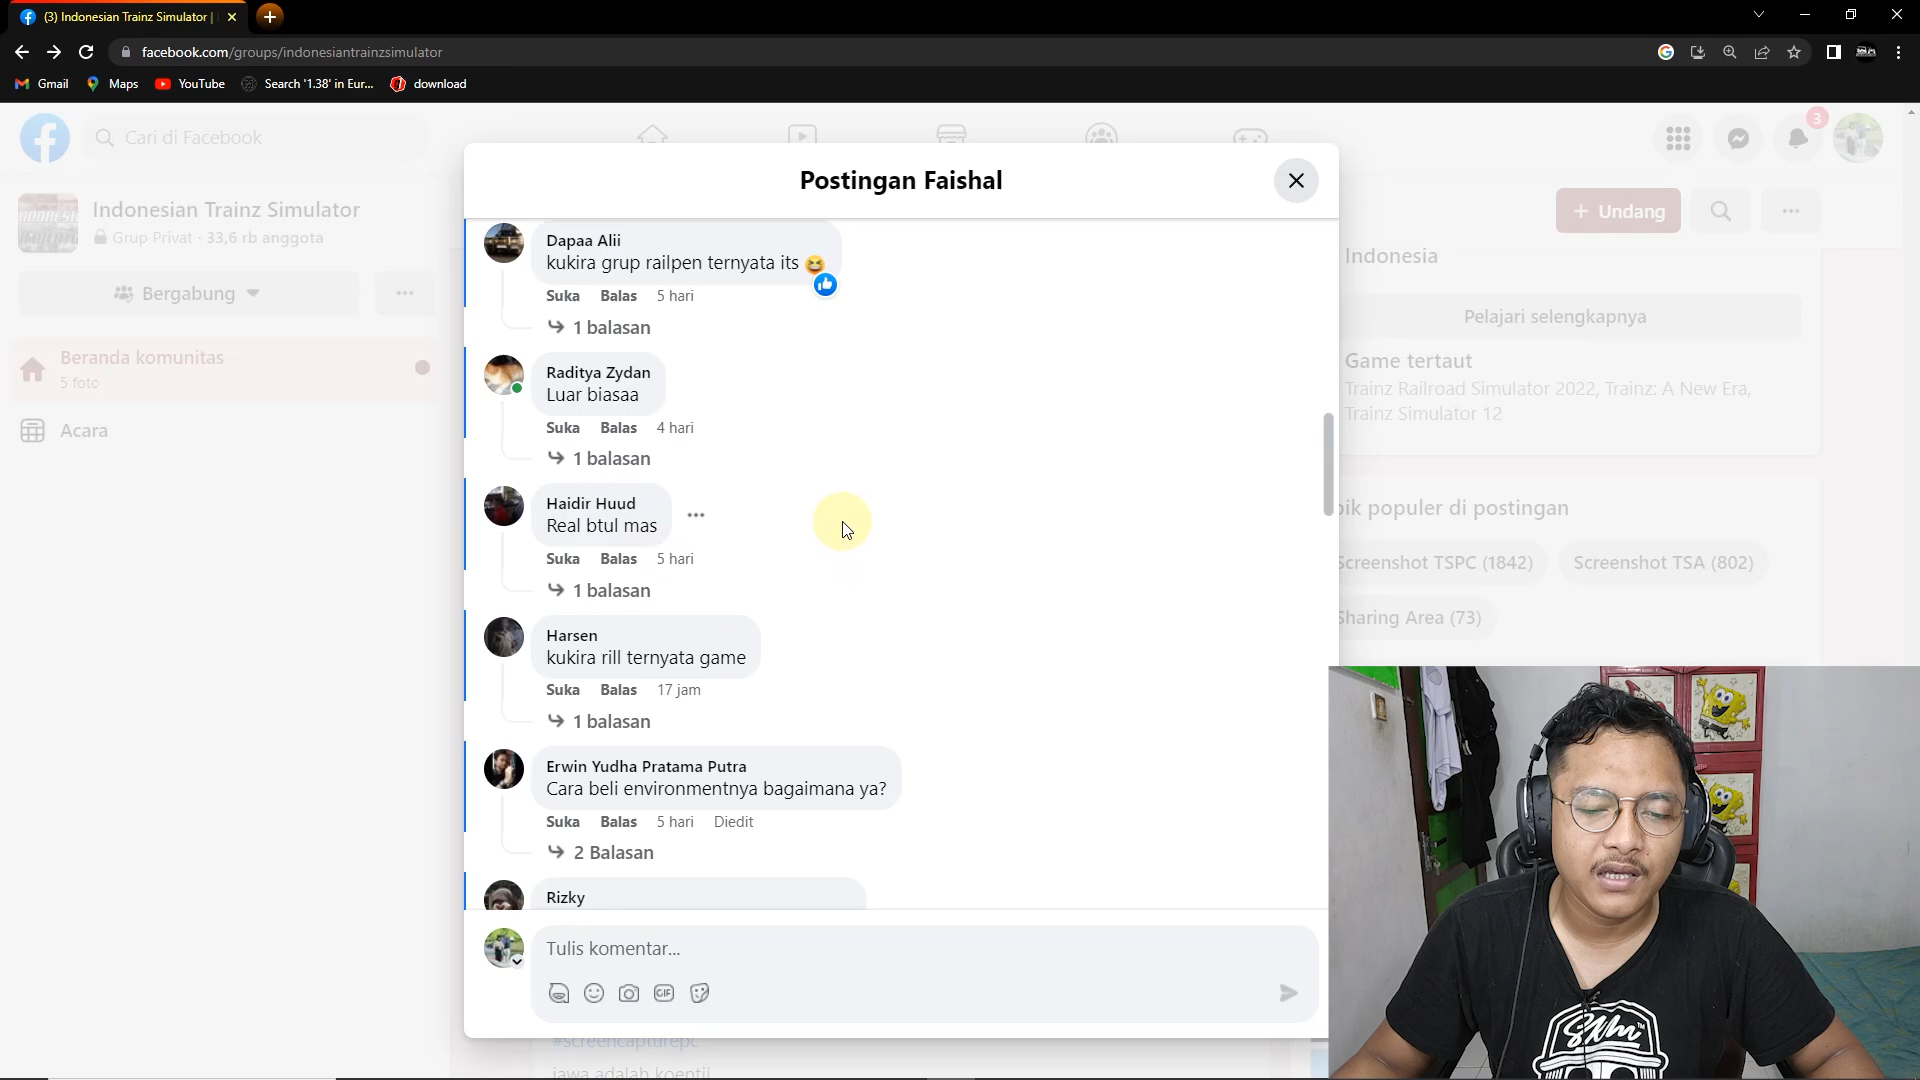 (3) Indonesian Trainz Simulator |
facebook.com/groups/indonesiantrainzsimulator
Gmail
Maps
YouTube
Search '1.38' in Eur...
download
Cari di Facebook
3
Indonesian Trainz Simulator
Grup Privat · 33,6 rb anggota
Bergabung
Beranda komunitas
5 foto
Acara
Undang
Indonesia
Pelajari selengkapnya
Game tertaut
Trainz Railroad Simulator 2022, Trainz: A New Era,
Trainz Simulator 12
populer di postingan
Screenshot TSPC (1842)
Screenshot TSA (802)
Sharing Area (73)
Postingan Faishal
Dapaa Alii
kukira grup railpen ternyata its 😆
Suka Balas 5 hari
1 balasan
Raditya Zydan
Luar biasaa
Suka Balas 4 hari
1 balasan
Haidir Huud
Real btul mas
Suka Balas 5 hari
1 balasan
Harsen
kukira rill ternyata game
Suka Balas 17 jam
1 balasan
Erwin Yudha Pratama Putra
Cara beli environmentnya bagaimana ya?
Suka Balas 5 hari Diedit
2 Balasan
Rizky
Tulis komentar...
GIF
#screencapturepc
jawa adalah koentji